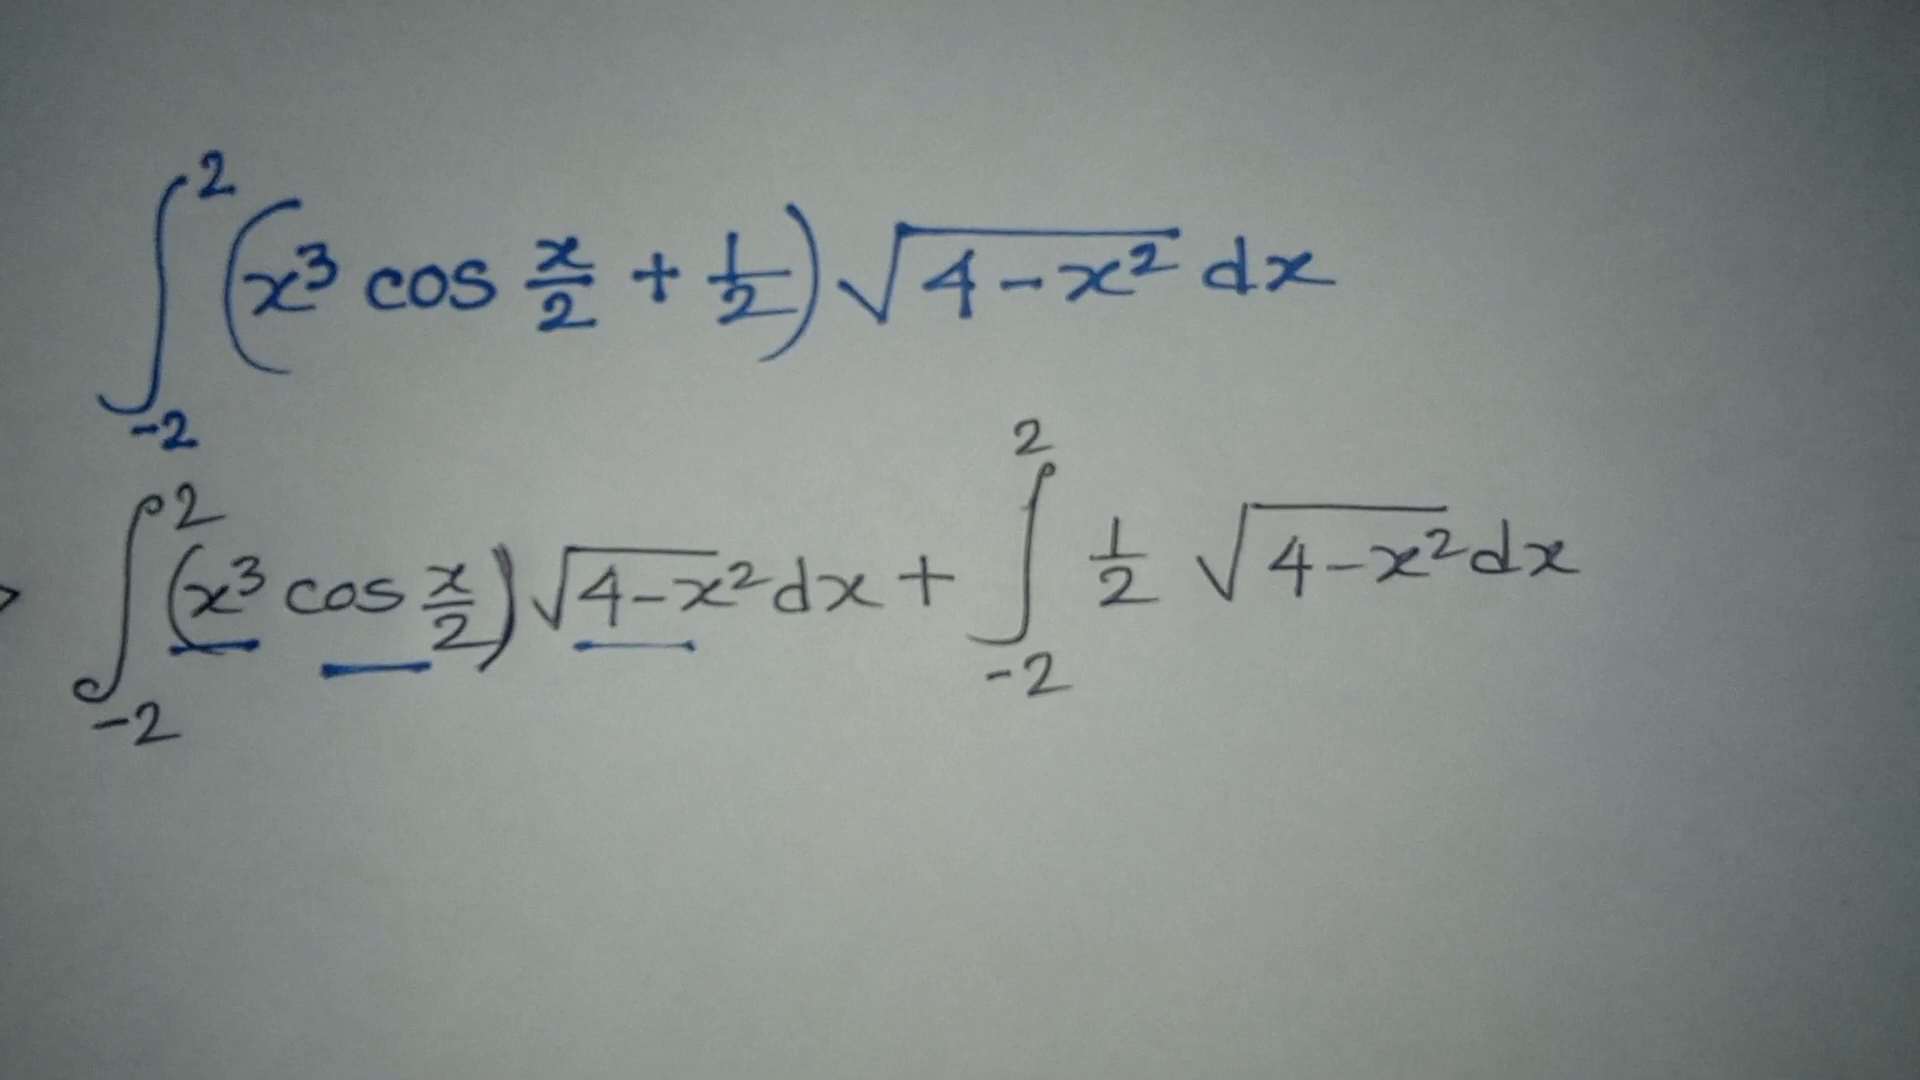 ∫_{-2}^{2} (x³ cos x/2 + 1/2) √(4-x²) dx
> ∫_{-2}^{2} (x³ cos x/2) √(4-x²) dx + ∫_{-2}^{2} 1/2 √(4-x²) dx